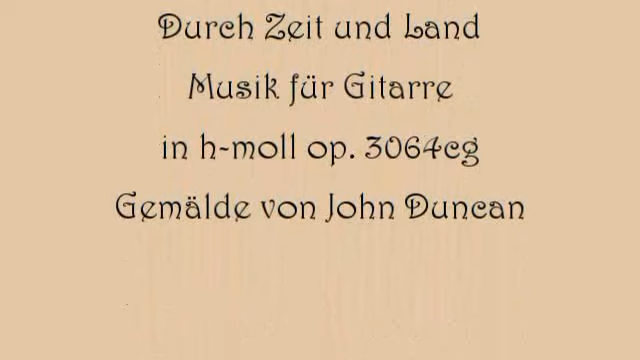 Durch Zeit und Land
Musik für Gitarre
in h-moll op. 3064cg
Gemälde von John Duncan